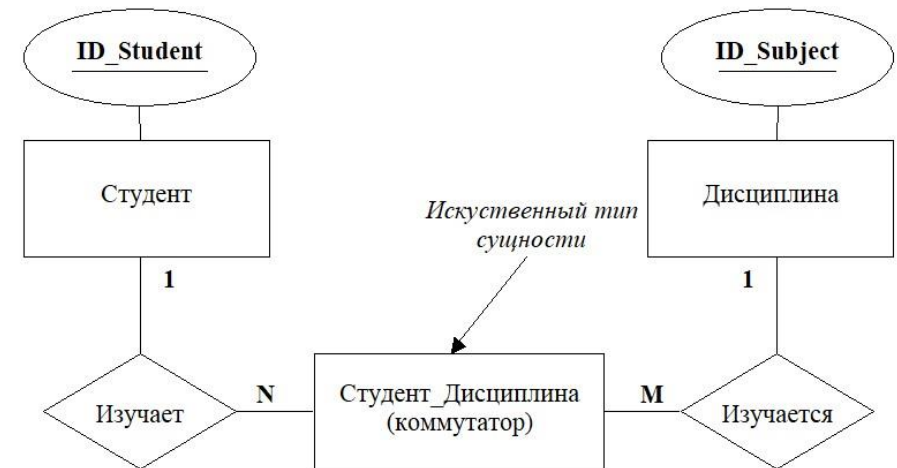 ID_Student
ID_Subject
Студент
Дисциплина
Искуственный тип
сущности
1
1
Изучает
N
Студент_Дисциплина
(коммутатор)
M
Изучается